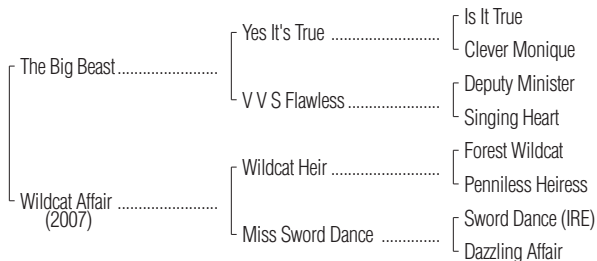 Is It True
Yes It's True
Clever Monique
The Big Beast
Deputy Minister
V V S Flawless
Singing Heart
Forest Wildcat
Wildcat Heir
Penniless Heiress
Wildcat Affair
(2007)
Sword Dance (IRE)
Miss Sword Dance
Dazzling Affair